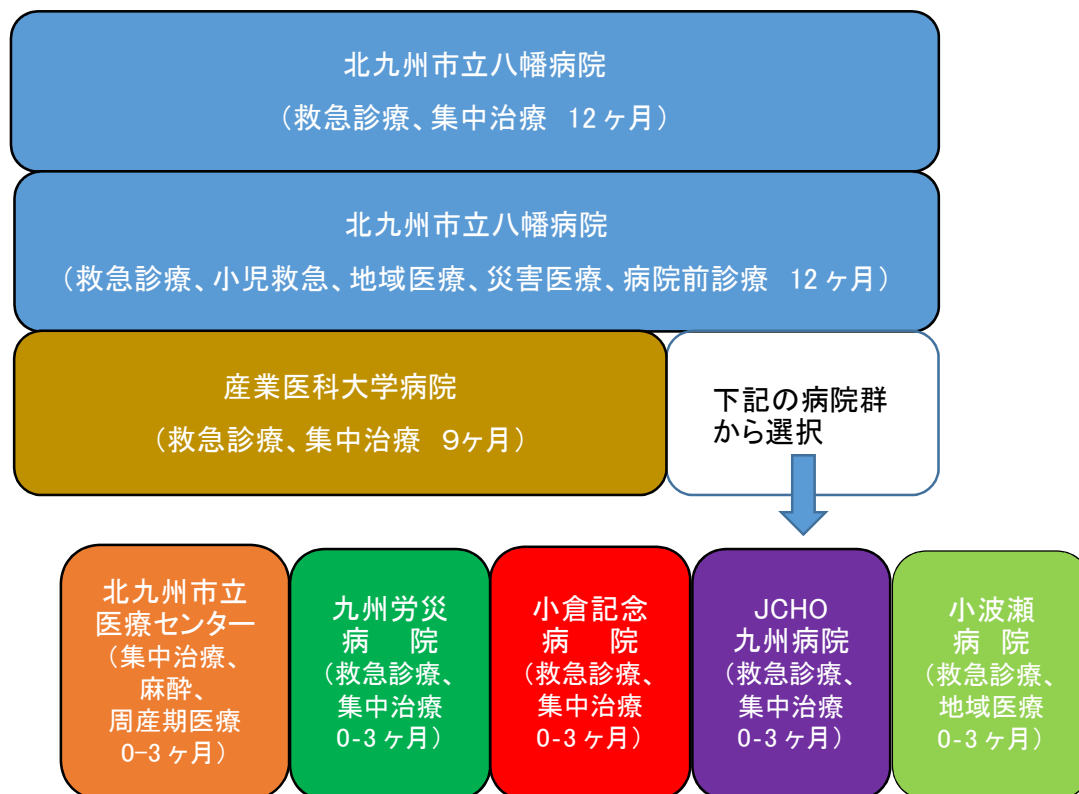 北九州市立八幡病院
（救急診療、集中治療 12ヶ月）
北九州市立八幡病院
（救急診療、小児救急、地域医療、災害医療、病院前診療 12ヶ月）
産業医科大学病院
（救急診療、集中治療 9ヶ月）
下記の病院群
から選択
北九州市立
医療センター
（集中治療、
麻酔、
周産期医療
0-3ヶ月）
九州労災
病　院
（救急診療、
集中治療
0-3ヶ月）
小倉記念
病　院
（救急診療、
集中治療
0-3ヶ月）
JCHO
九州病院
（救急診療、
集中治療
0-3ヶ月）
小波瀬
病 院
（救急診療、
地域医療
0-3ヶ月）